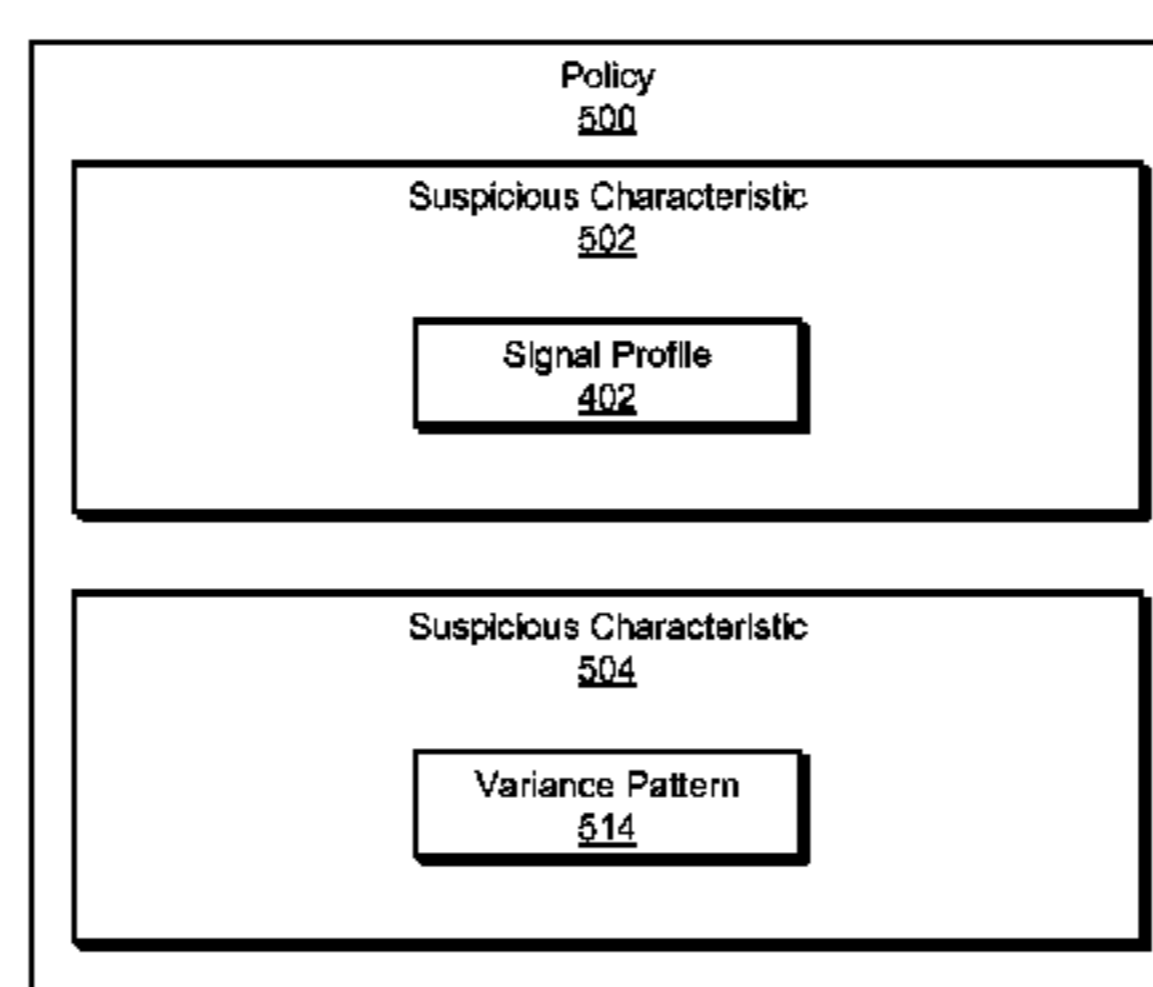 Policy
500
Suspicious Characteristic
502
Signal Profile
402
Suspicious Characteristic
504
Variance Pattern
514